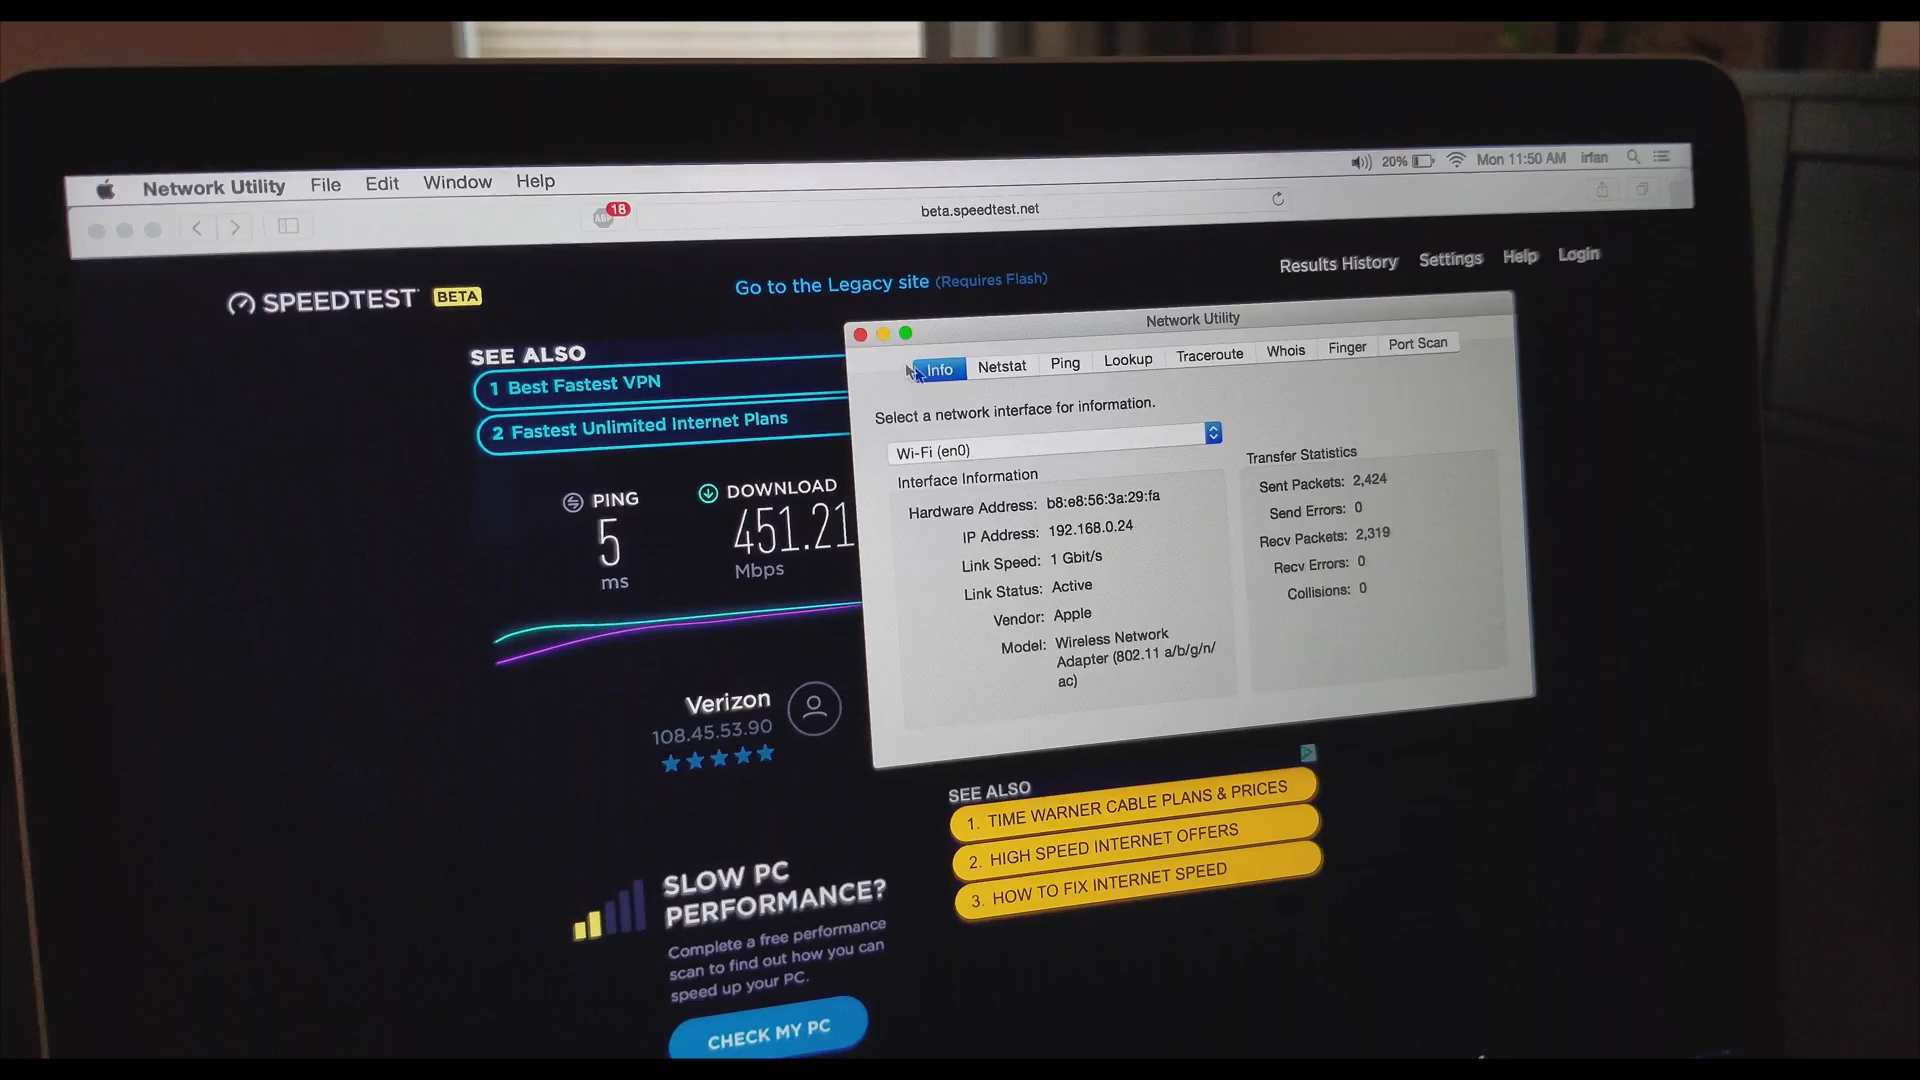 Network Utility File Edit Window Help
20% Mon 11:50 AM irfan
ABP 18
beta.speedtest.net
SPEEDTEST BETA
Go to the Legacy site (Requires Flash)
Results History Settings Help Login
SEE ALSO
1 Best Fastest VPN
2 Fastest Unlimited Internet Plans
PING
5
ms
DOWNLOAD
451.21
Mbps
Verizon
108.45.53.90
Network Utility
Info Netstat Ping Lookup Traceroute Whois Finger Port Scan
Select a network interface for information.
Wi-Fi (en0)
Interface Information
Hardware Address: b8:e8:56:3a:29:fa
IP Address: 192.168.0.24
Link Speed: 1 Gbit/s
Link Status: Active
Vendor: Apple
Model: Wireless Network
Adapter (802.11 a/b/g/n/
ac)
Transfer Statistics
Sent Packets: 2,424
Send Errors: 0
Recv Packets: 2,319
Recv Errors: 0
Collisions: 0
SEE ALSO
1. TIME WARNER CABLE PLANS & PRICES
2. HIGH SPEED INTERNET OFFERS
3. HOW TO FIX INTERNET SPEED
SLOW PC
PERFORMANCE?
Complete a free performance
scan to find out how you can
speed up your PC.
CHECK MY PC